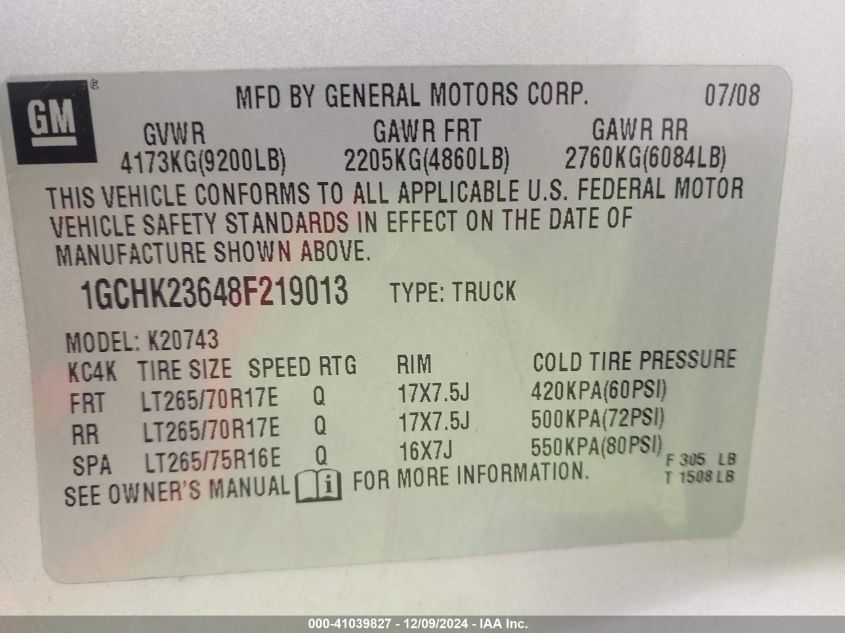 GM ® MFD BY GENERAL MOTORS CORP. 07/08
GVWR GAWR FRT GAWR RR
4173KG(9200LB) 2205KG(4860LB) 2760KG(6084LB)
THIS VEHICLE CONFORMS TO ALL APPLICABLE U.S. FEDERAL MOTOR
VEHICLE SAFETY STANDARDS IN EFFECT ON THE DATE OF
MANUFACTURE SHOWN ABOVE.
1GCHK23648F219013 TYPE: TRUCK
MODEL: K20743
KC4K TIRE SIZE SPEED RTG RIM COLD TIRE PRESSURE
FRT LT265/70R17E Q 17X7.5J 420KPA(60PSI)
RR LT265/70R17E Q 17X7.5J 500KPA(72PSI)
SPA LT265/75R16E Q 16X7J 550KPA(80PSI)
F 305 LB
SEE OWNER'S MANUAL i FOR MORE INFORMATION. T 1508 LB
000-41039827 - 12/09/2024 - IAA Inc.